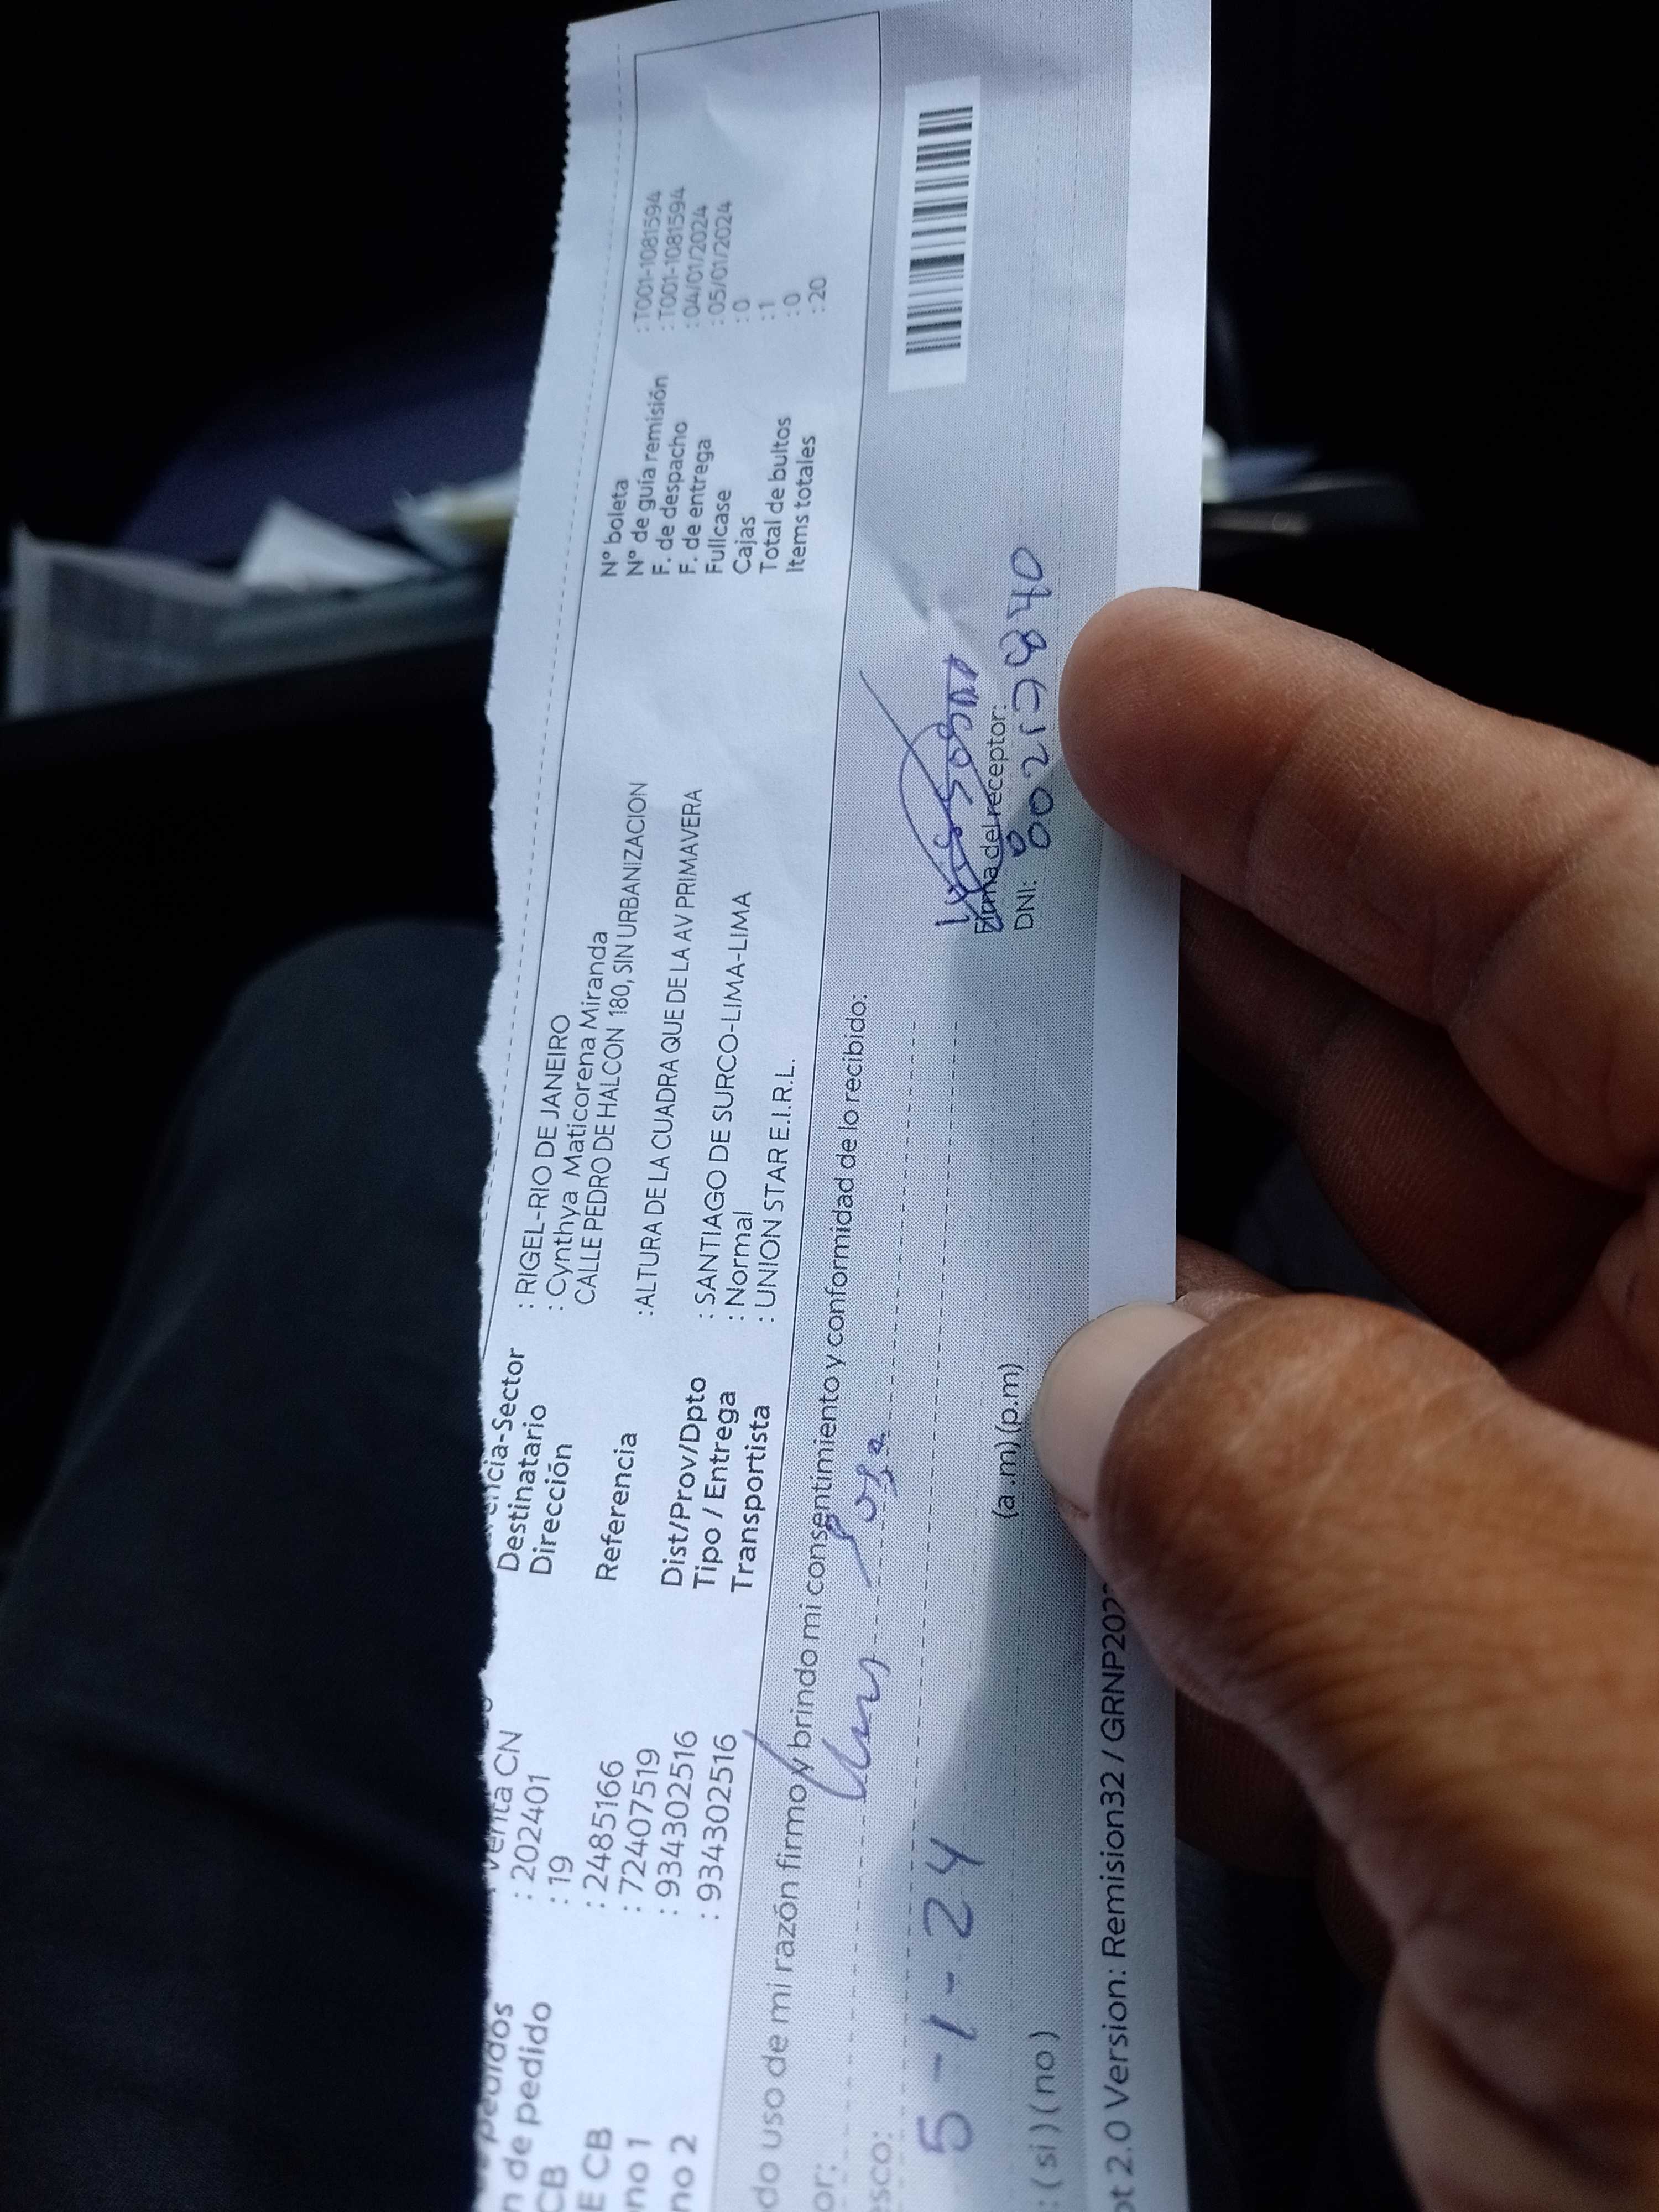 venta CN
n de pedido : 202401
CB : 19
E CB : 2485166
no 1 : 72407519
no 2 : 934302516
: 934302516
ncia-Sector : RIGEL-RIO DE JANEIRO
Destinatario : Cynthya Maticorena Miranda
Dirección CALLE PEDRO DE HALCON 180, SIN URBANIZACION
Referencia : ALTURA DE LA CUADRA QUE DE LA AV PRIMAVERA
Dist/Prov/Dpto : SANTIAGO DE SURCO-LIMA-LIMA
Tipo / Entrega : Normal
Transportista : UNION STAR E.I.R.L.
N° boleta : T001-1081594
N° de guía remisión : T001-1081594
F. de despacho : 04/01/2024
F. de entrega : 05/01/2024
Fullcase : 0
Cajas : 1
Total de bultos : 0
Items totales : 20
do uso de mi razón firmo y brindo mi consentimiento y conformidad de lo recibido:
or:
esco:
5-1-24
(a.m) (p.m)
Firma del receptor:
DNI:
: ( si ) ( no )
ot 2.0 Version: Remision32 / GRNP202